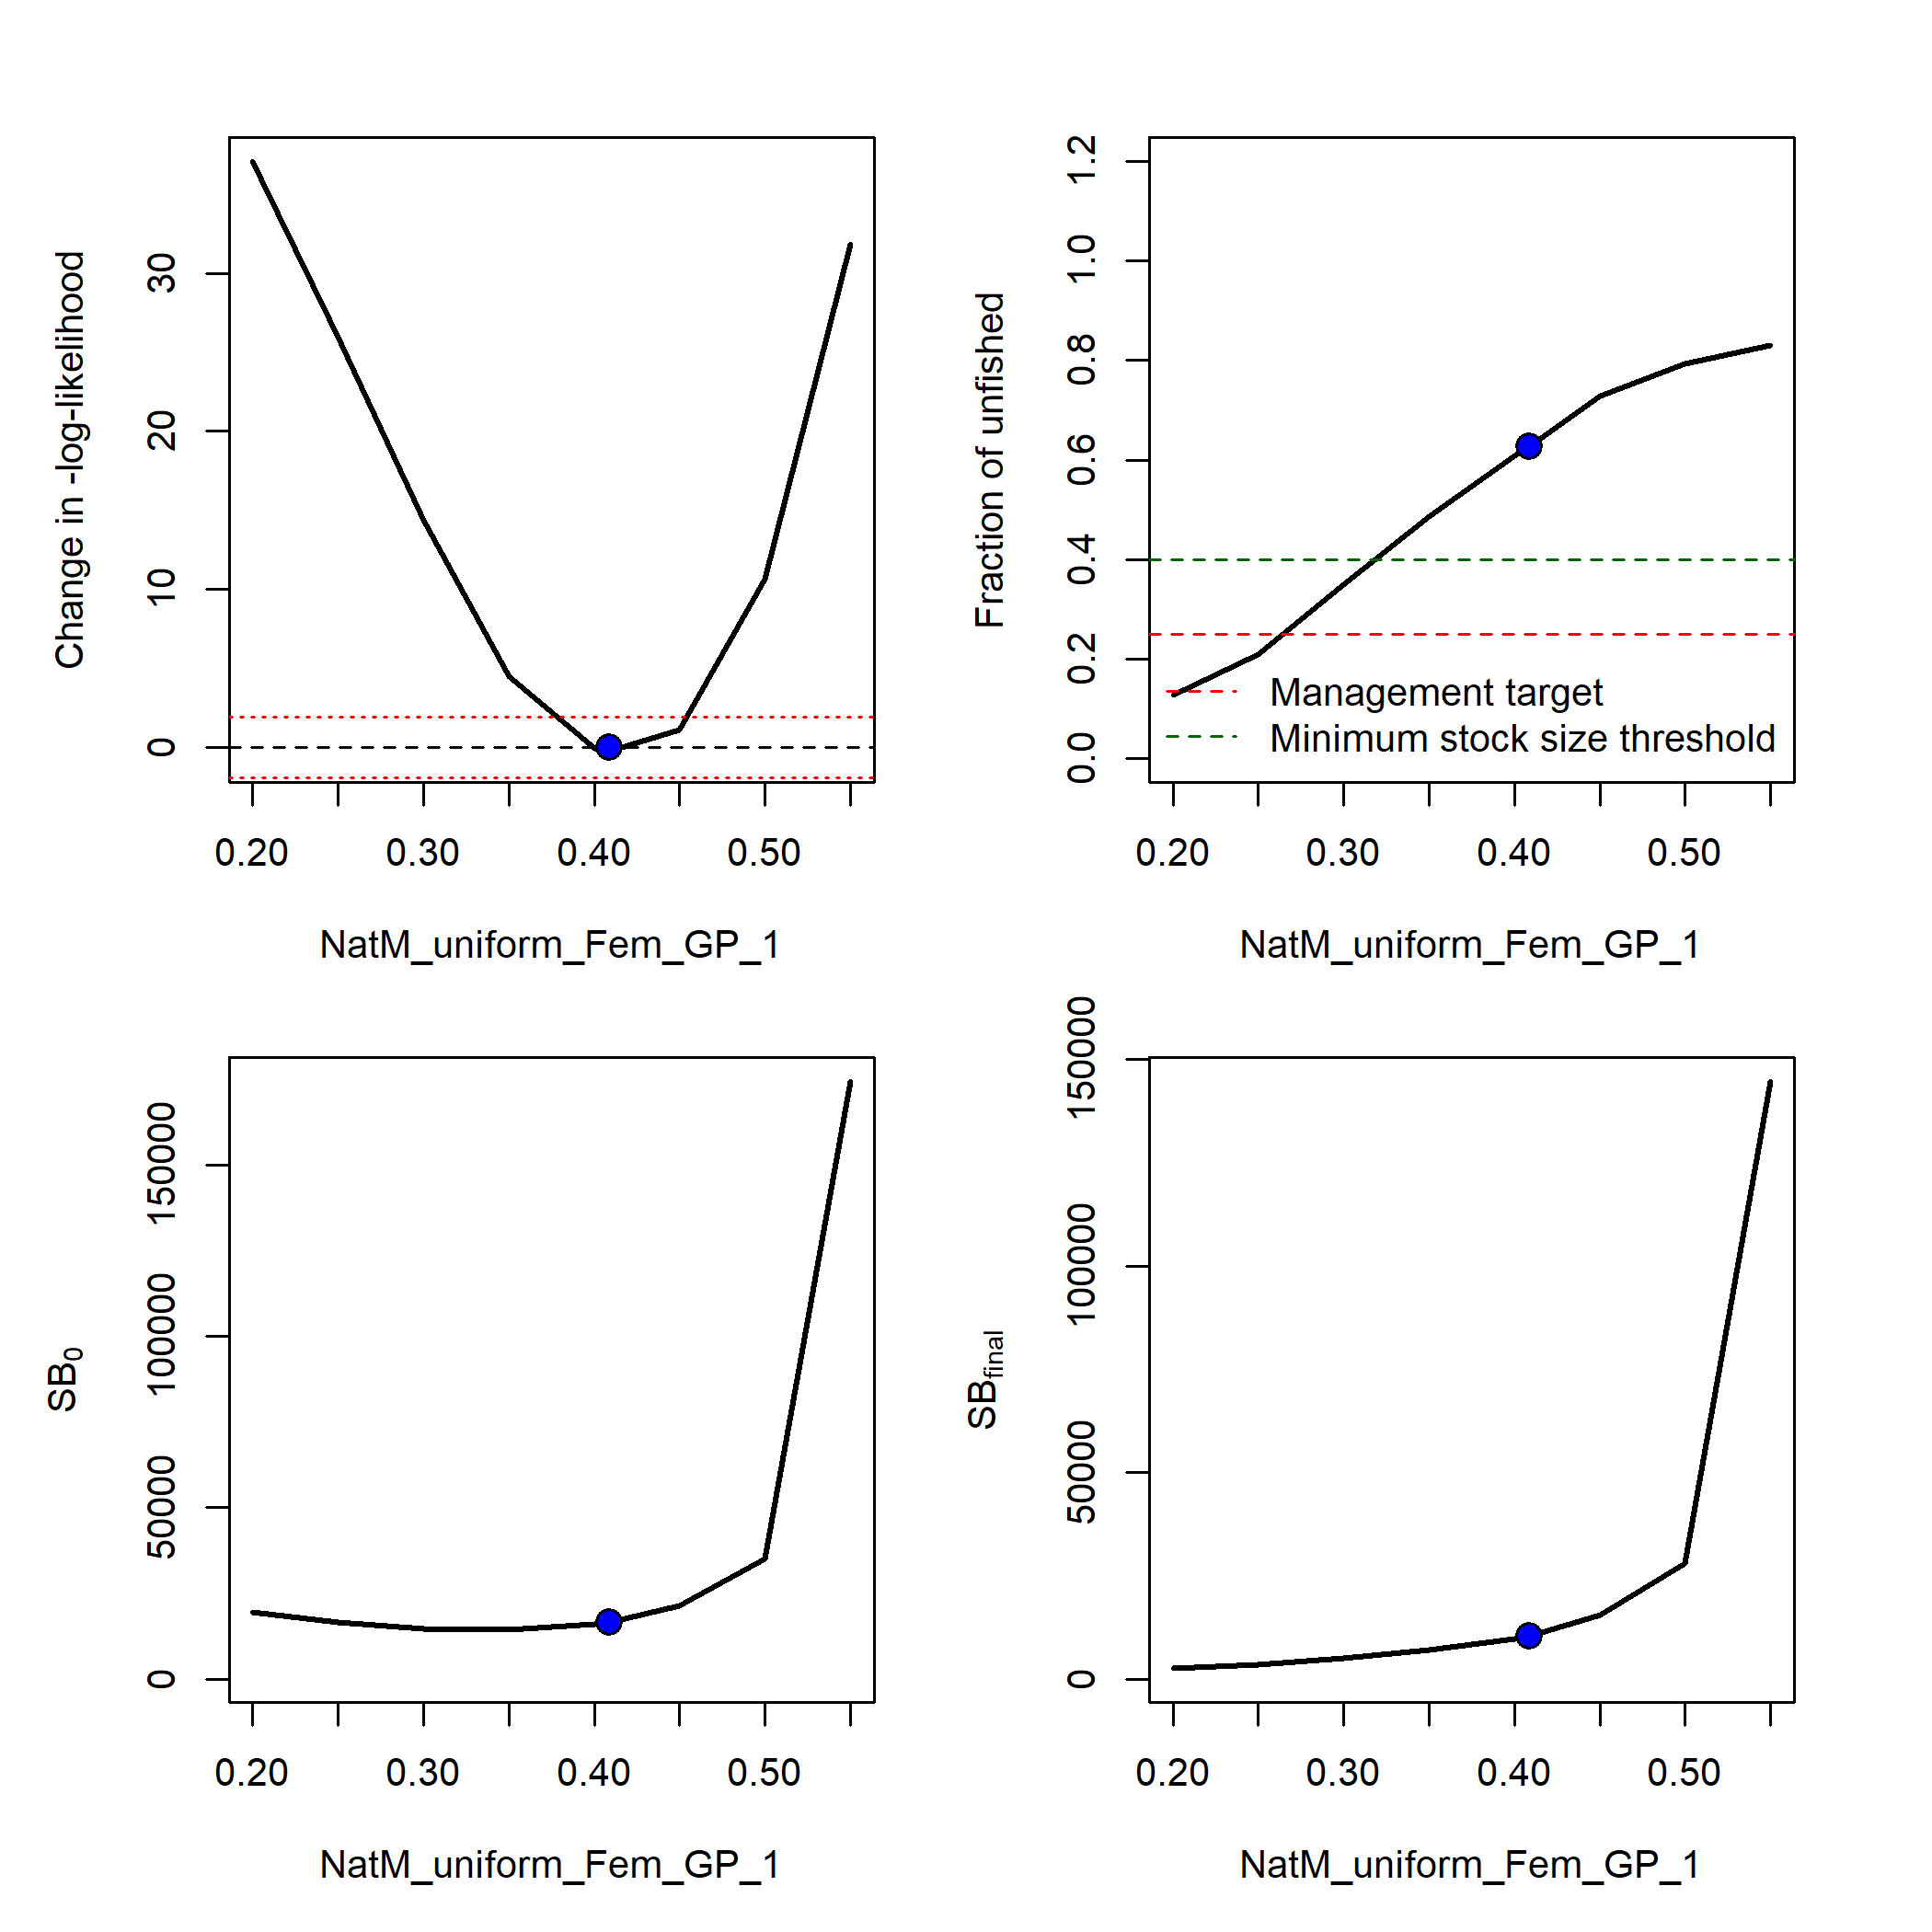 Change in -log-likelihood
30
20
10
0
0.20 0.30 0.40 0.50
NatM_uniform_Fem_GP_1
Fraction of unfished
1.2
1.0
0.8
0.6
0.4
0.2
0.0
Management target
Minimum stock size threshold
0.20 0.30 0.40 0.50
NatM_uniform_Fem_GP_1
SB0
150000
100000
50000
0
0.20 0.30 0.40 0.50
NatM_uniform_Fem_GP_1
SBfinal
150000
100000
50000
0
0.20 0.30 0.40 0.50
NatM_uniform_Fem_GP_1